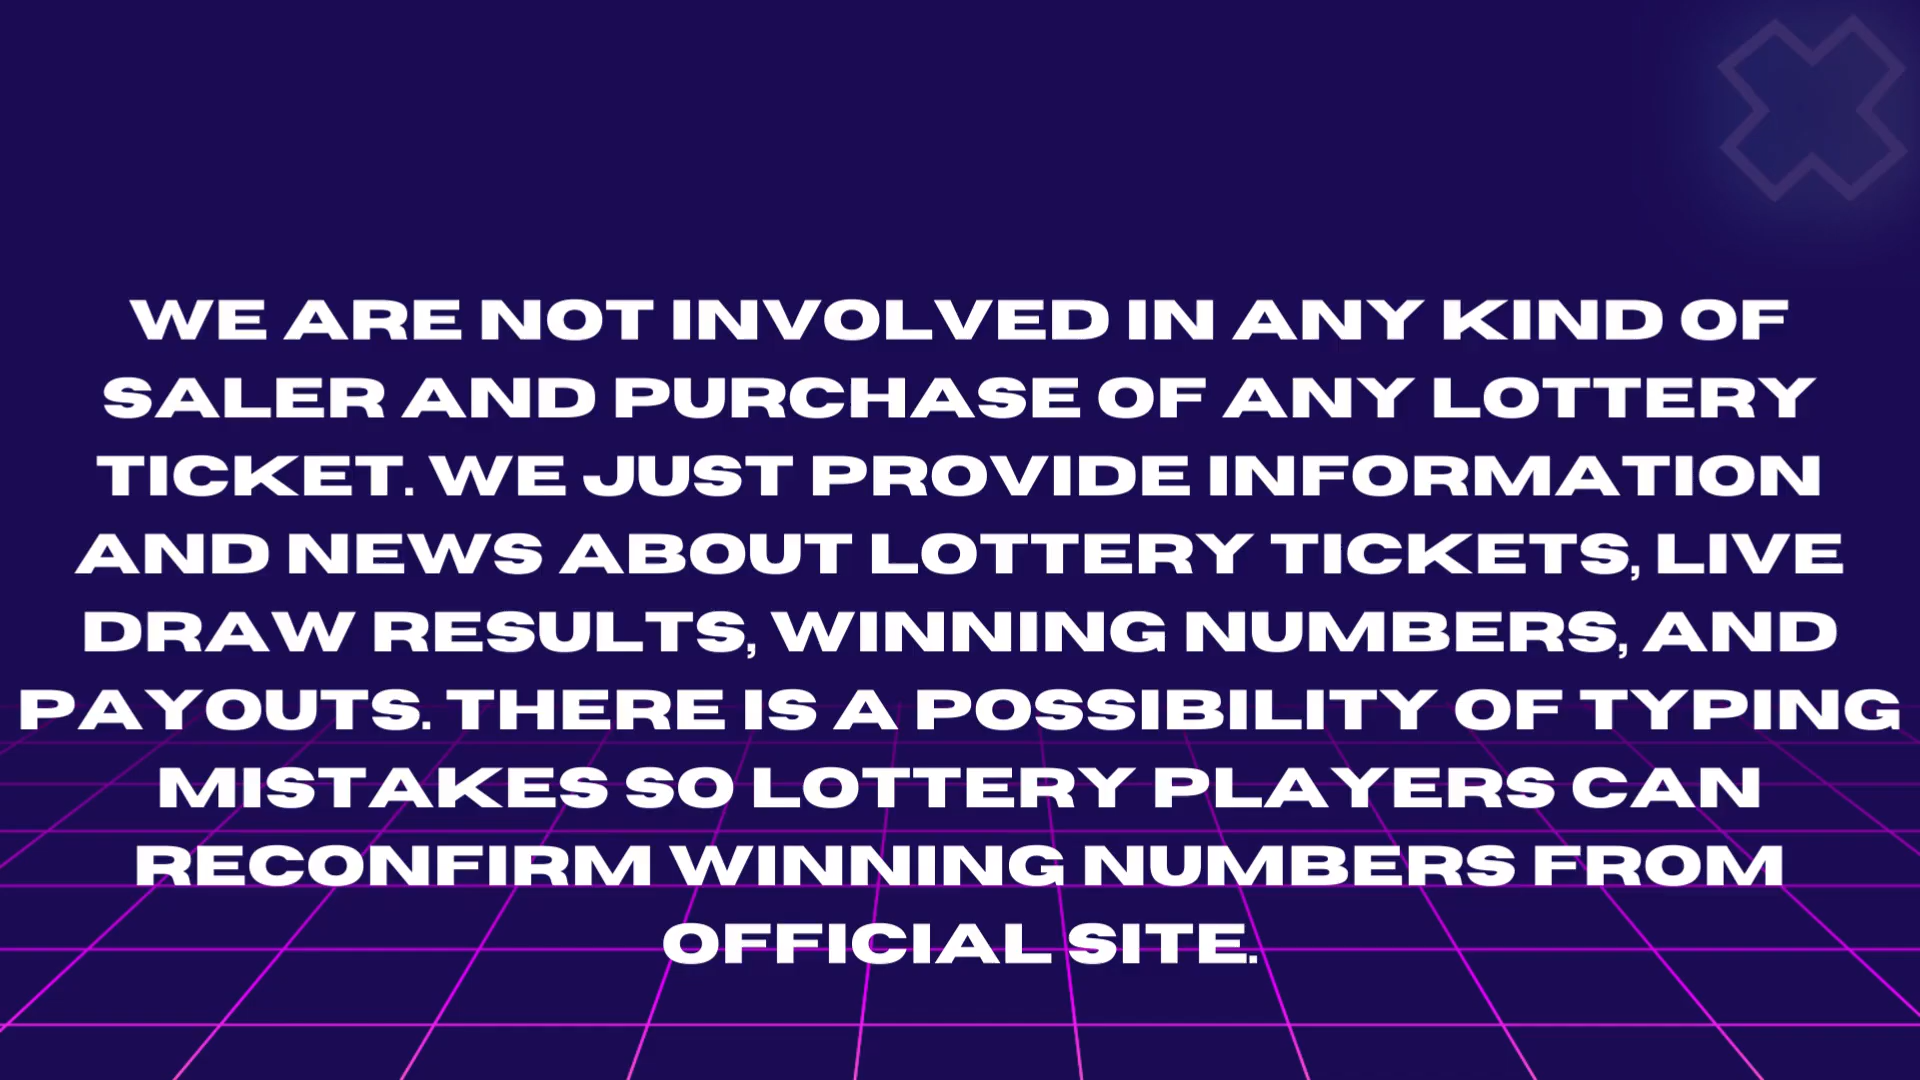 WE ARE NOT INVOLVED IN ANY KIND OF
SALER AND PURCHASE OF ANY LOTTERY
TICKET. WE JUST PROVIDE INFORMATION
AND NEWS ABOUT LOTTERY TICKETS, LIVE
DRAW RESULTS, WINNING NUMBERS, AND
PAYOUTS. THERE IS A POSSIBILITY OF TYPING
MISTAKES SO LOTTERY PLAYERS CAN
RECONFIRM WINNING NUMBERS FROM
OFFICIAL SITE.